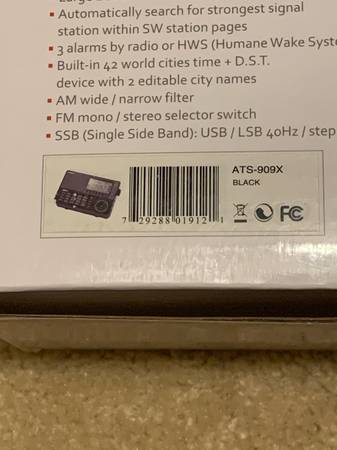 ▪ Automatically search for strongest signal
station within SW station pages
▪ 3 alarms by radio or HWS (Humane Wake
▪ Built-in 42 world cities time + D.S.T.
device with 2 editable city names
▪ AM wide / narrow filter
▪ FM mono / stereo selector switch
▪ SSB (Single Side Band): USB / LSB 40Hz / step
ATS-909X
BLACK
7 29288 01912 1
FC